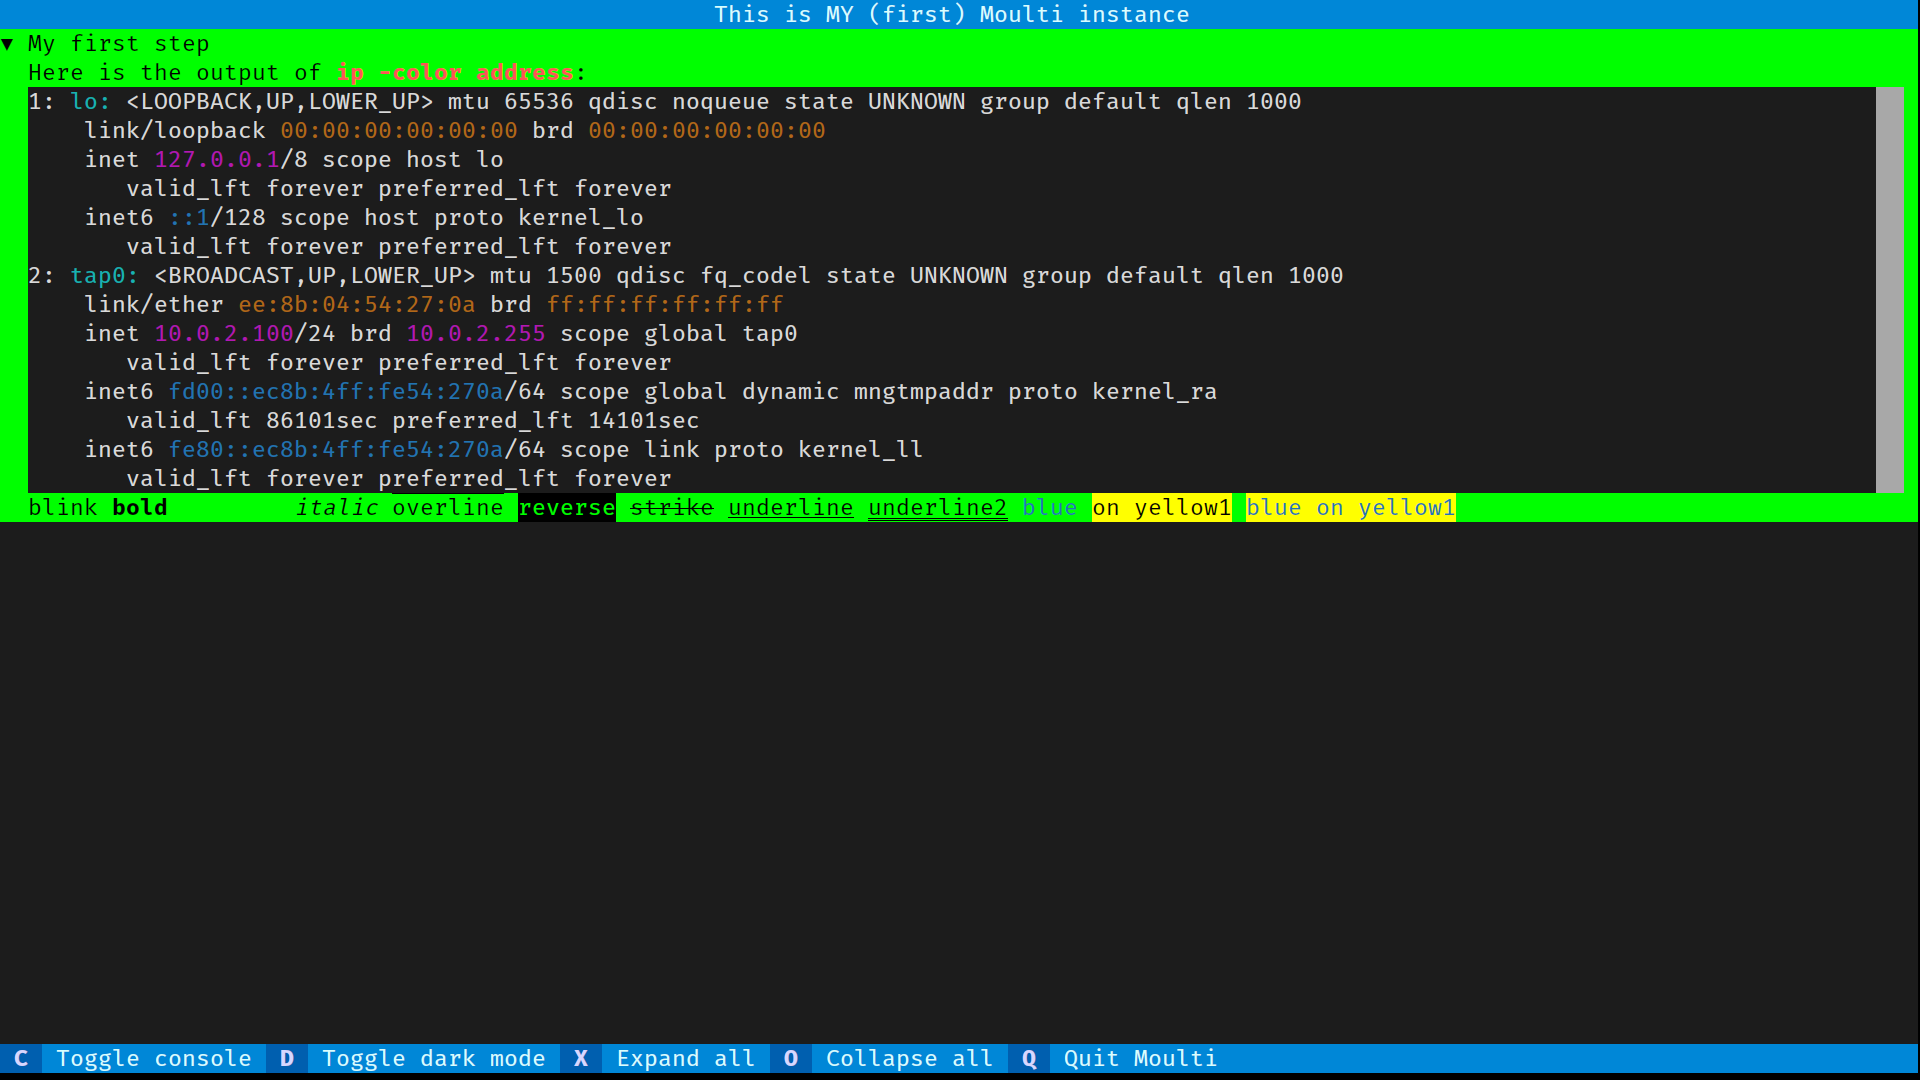 This is MY (first) Moulti instance
▼ My first step
Here is the output of ip -color address:
1: lo: <LOOPBACK,UP,LOWER_UP> mtu 65536 qdisc noqueue state UNKNOWN group default qlen 1000
link/loopback 00:00:00:00:00:00 brd 00:00:00:00:00:00
inet 127.0.0.1/8 scope host lo
valid_lft forever preferred_lft forever
inet6 ::1/128 scope host proto kernel_lo
valid_lft forever preferred_lft forever
2: tap0: <BROADCAST,UP,LOWER_UP> mtu 1500 qdisc fq_codel state UNKNOWN group default qlen 1000
link/ether ee:8b:04:54:27:0a brd ff:ff:ff:ff:ff:ff
inet 10.0.2.100/24 brd 10.0.2.255 scope global tap0
valid_lft forever preferred_lft forever
inet6 fd00::ec8b:4ff:fe54:270a/64 scope global dynamic mngtmpaddr proto kernel_ra
valid_lft 86101sec preferred_lft 14101sec
inet6 fe80::ec8b:4ff:fe54:270a/64 scope link proto kernel_ll
valid_lft forever preferred_lft forever
blink bold italic overline reverse strike underline underline2 blue on yellow1 blue on yellow1
C Toggle console D Toggle dark mode X Expand all O Collapse all Q Quit Moulti